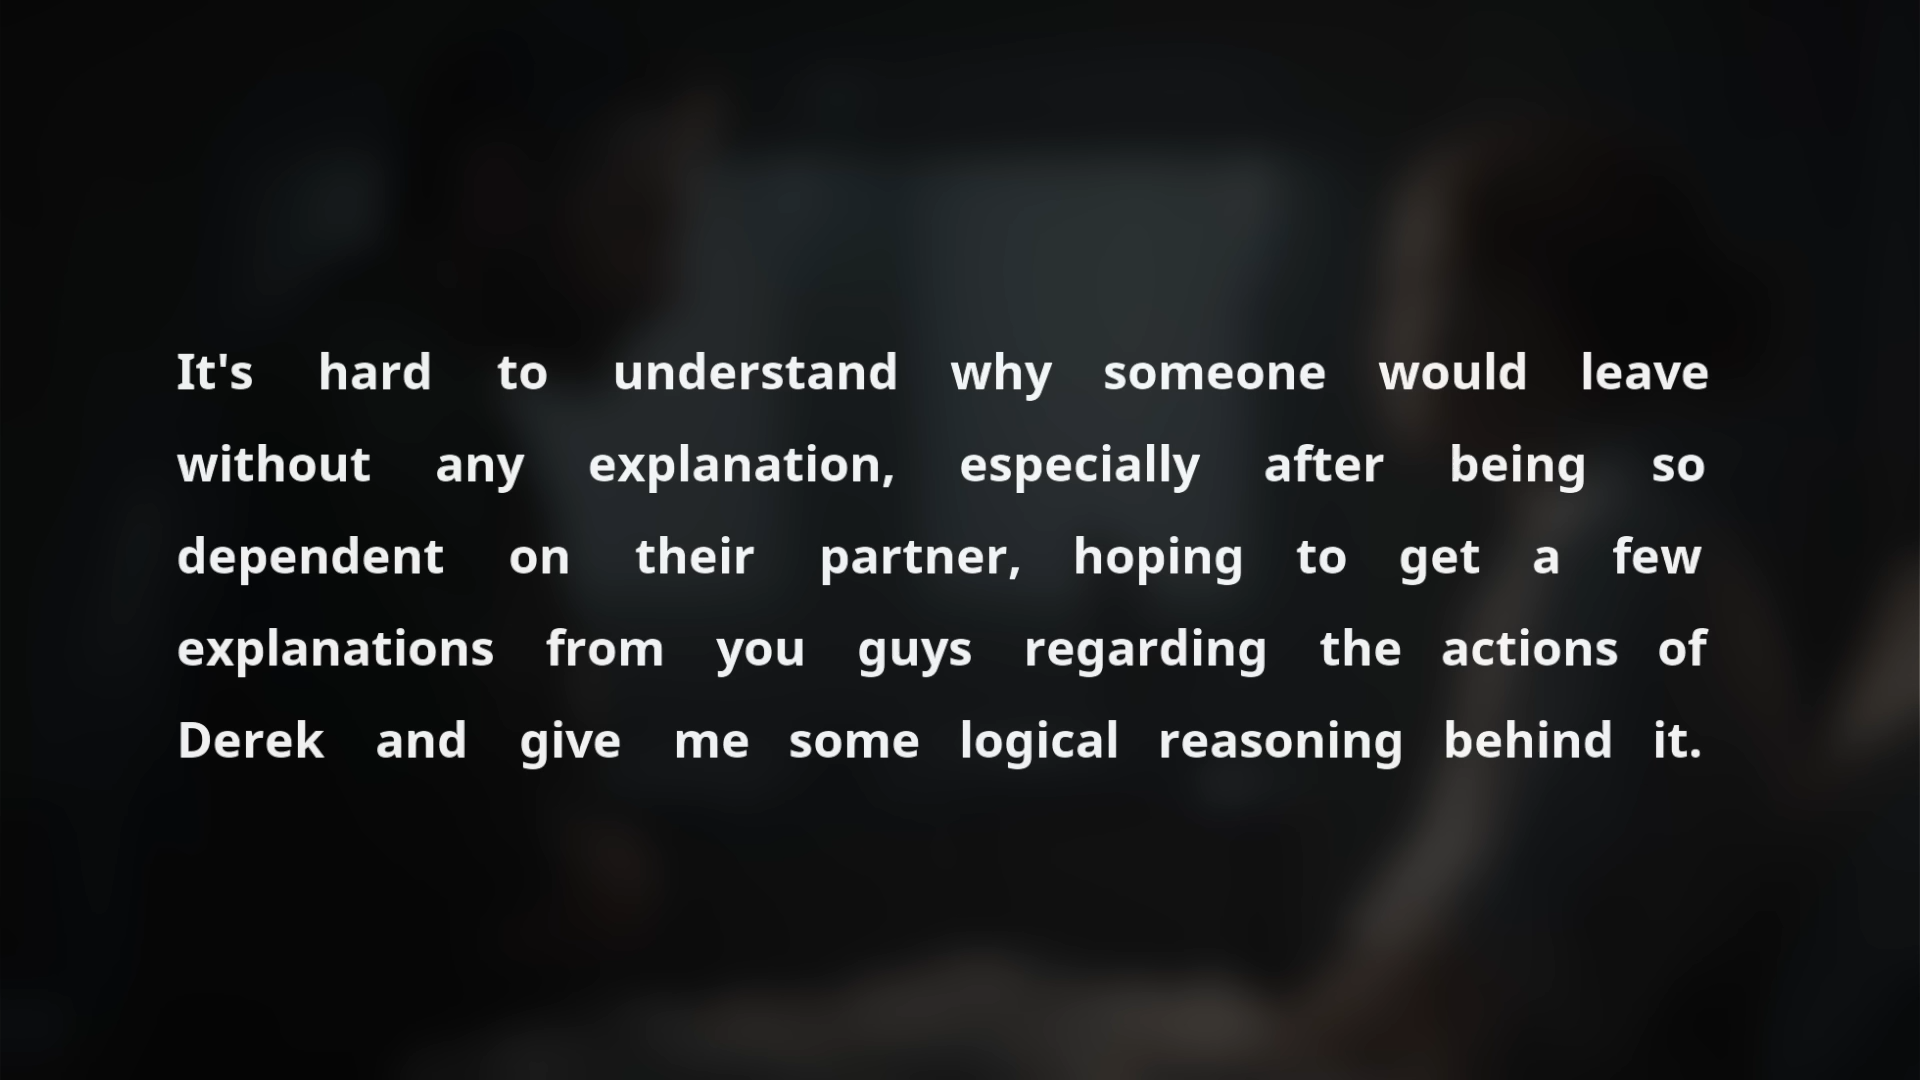 It's hard to understand why someone would leave
without any explanation, especially after being so
dependent on their partner, hoping to get a few
explanations from you guys regarding the actions of
Derek and give me some logical reasoning behind it.